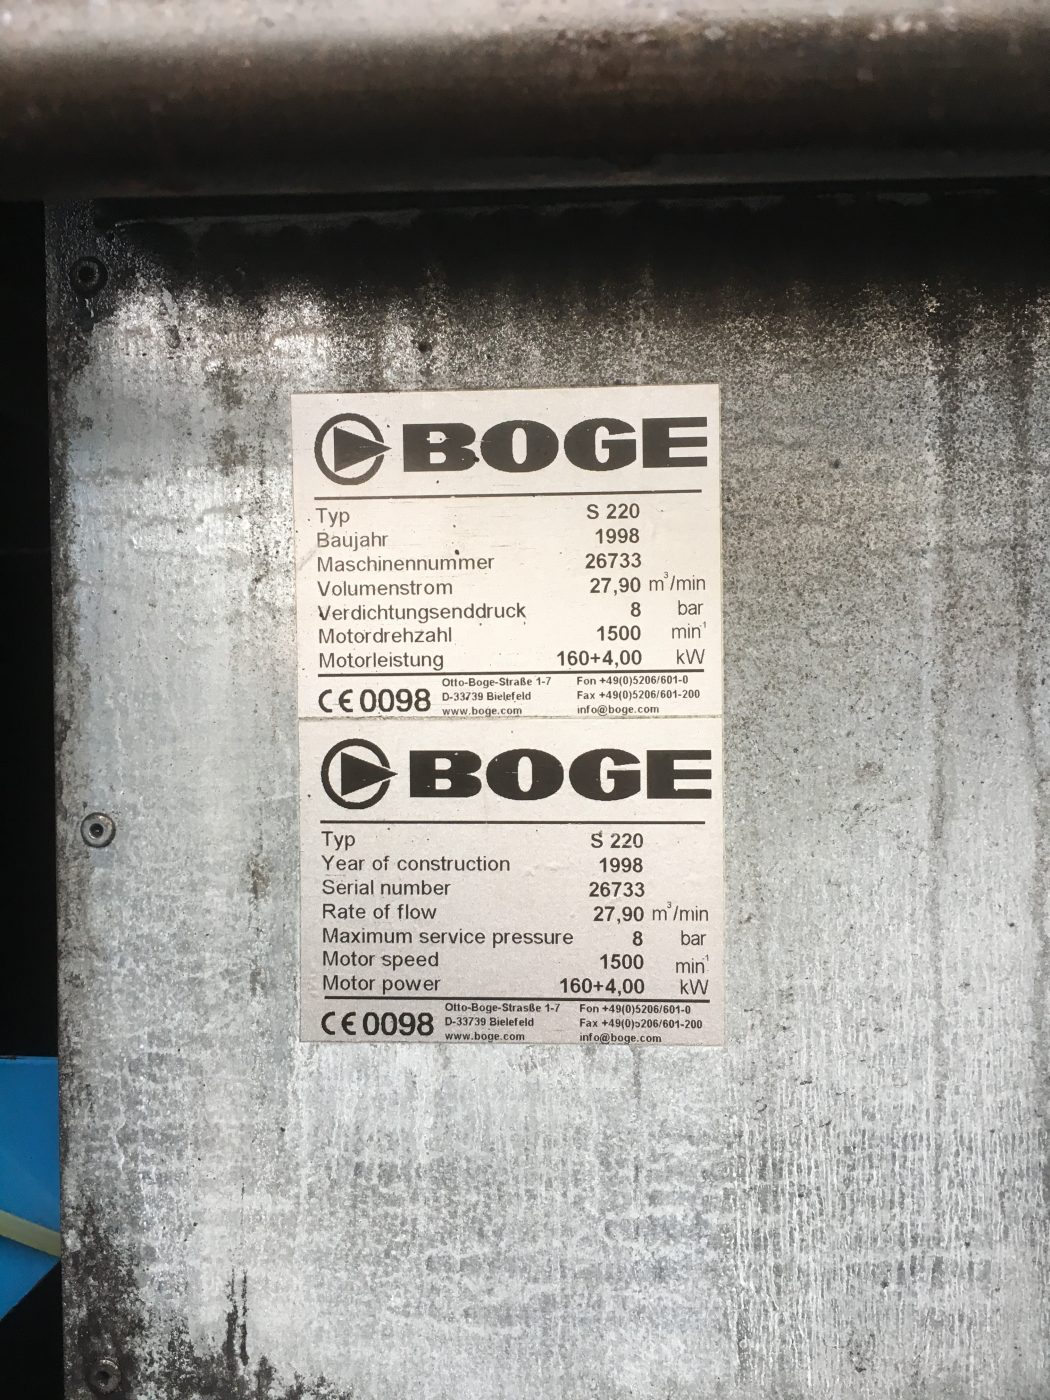 BOGE
Typ S 220
Baujahr 1998
Maschinennummer 26733
Volumenstrom 27,90 m³/min
Verdichtungsenddruck 8 bar
Motordrehzahl 1500 min¹
Motorleistung 160+4,00 kW
CE 0098
Otto-Boge-Straße 1-7 Fon +49(0)5206/601-0
D-33739 Bielefeld Fax +49(0)5206/601-200
www.boge.com info@boge.com
BOGE
Typ S 220
Year of construction 1998
Serial number 26733
Rate of flow 27,90 m³/min
Maximum service pressure 8 bar
Motor speed 1500 min¹
Motor power 160+4,00 kW
CE 0098
Otto-Boge-Strasße 1-7 Fon +49(0)5206/601-0
D-33739 Bielefeld Fax +49(0)5206/601-200
www.boge.com info@boge.com